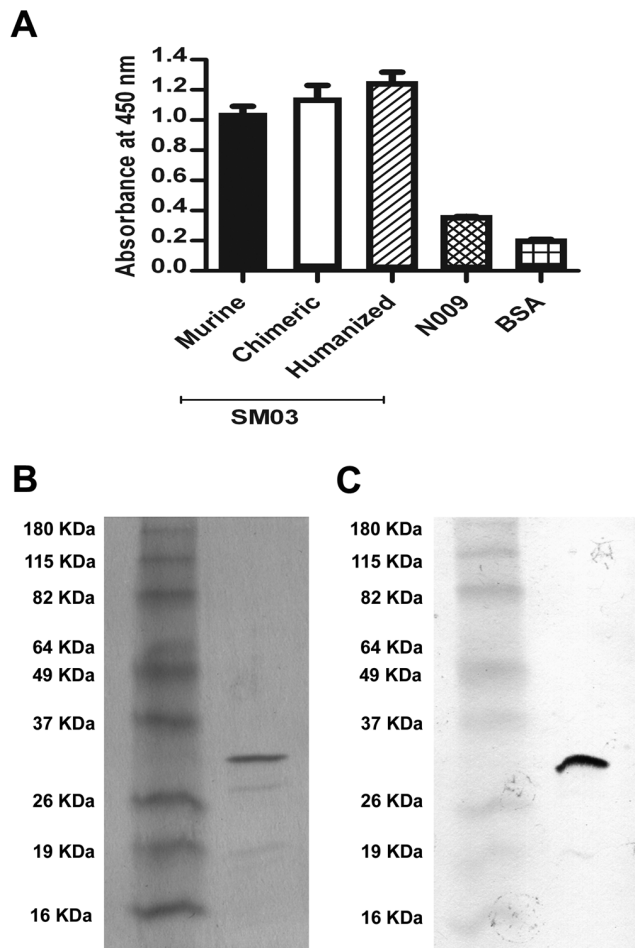 A
Absorbance at 450 nm
1.4
1.2
1.0
0.8
0.6
0.4
0.2
0.0
Murine
Chimeric
Humanized
N009
BSA
SM03
B
180 KDa
115 KDa
82 KDa
64 KDa
49 KDa
37 KDa
26 KDa
19 KDa
16 KDa
C
180 KDa
115 KDa
82 KDa
64 KDa
49 KDa
37 KDa
26 KDa
19 KDa
16 KDa